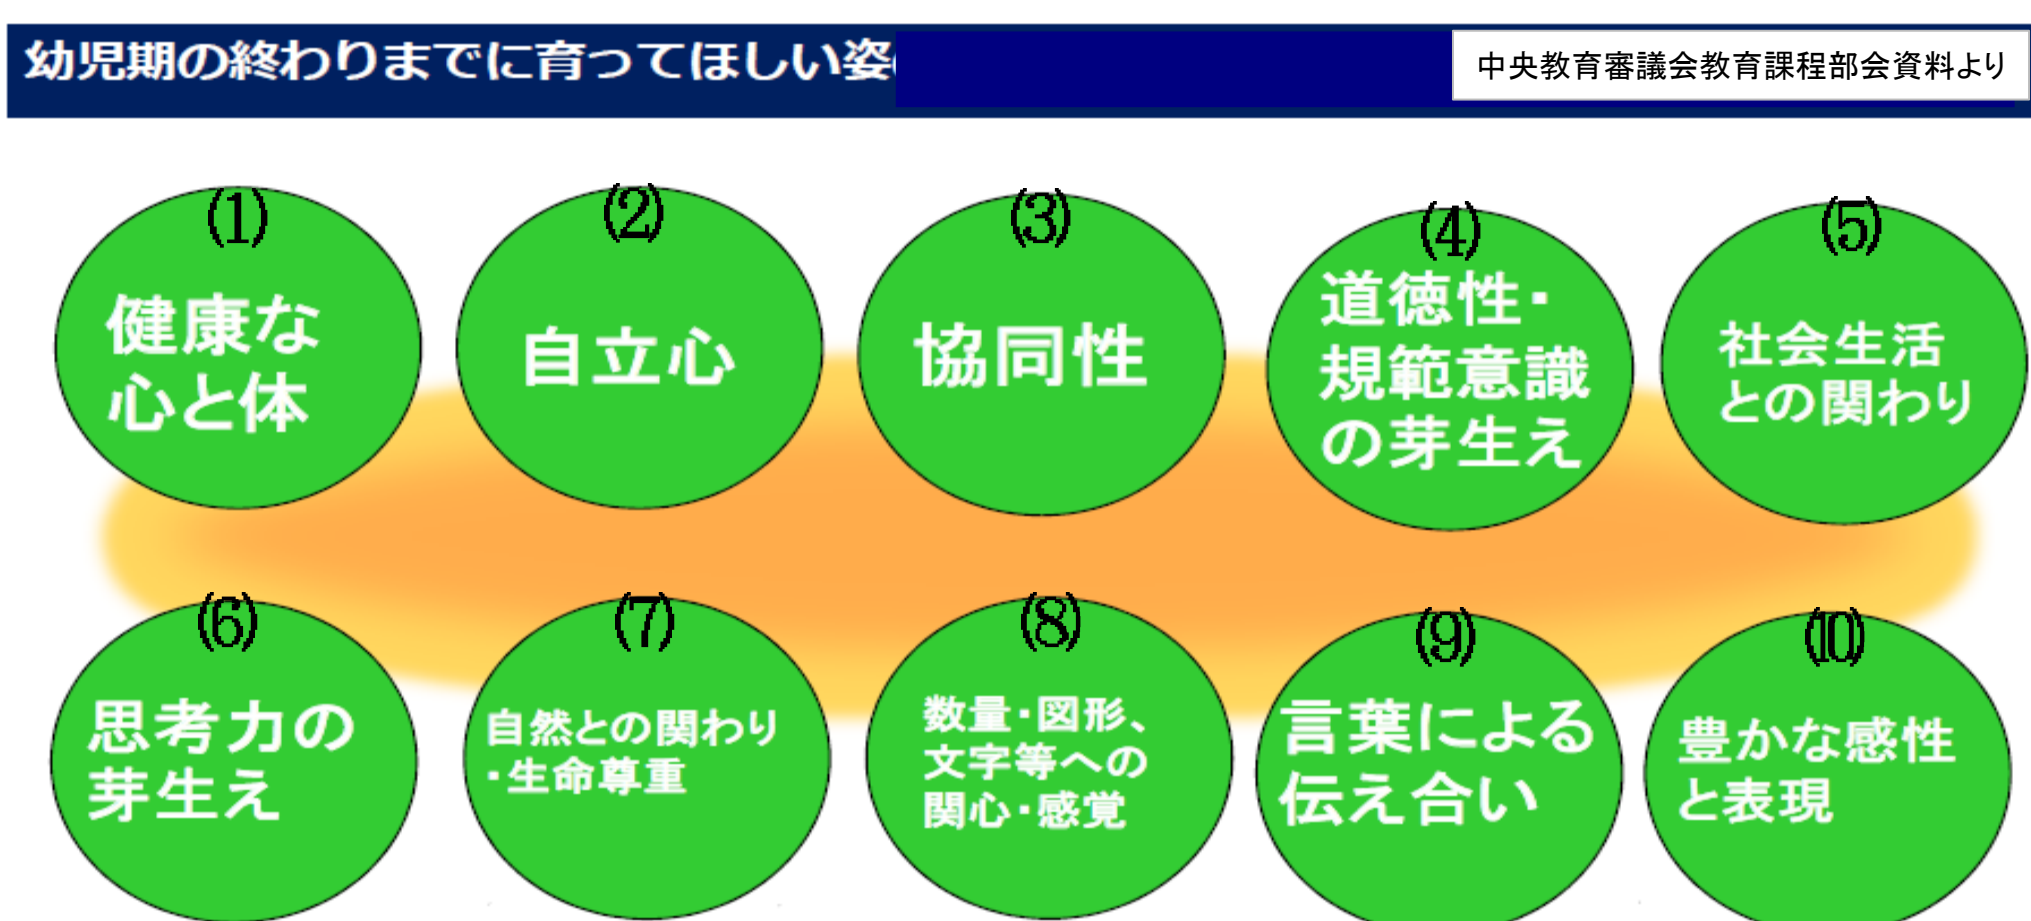 幼児期の終わりまでに育ってほしい姿
中央教育審議会教育課程部会資料より
(1)
健康な
心と体
(2)
自立心
(3)
協同性
(4)
道徳性・
規範意識
の芽生え
(5)
社会生活
との関わり
(6)
思考力の
芽生え
(7)
自然との関わり
・生命尊重
(8)
数量・図形、
文字等への
関心・感覚
(9)
言葉による
伝え合い
(10)
豊かな感性
と表現